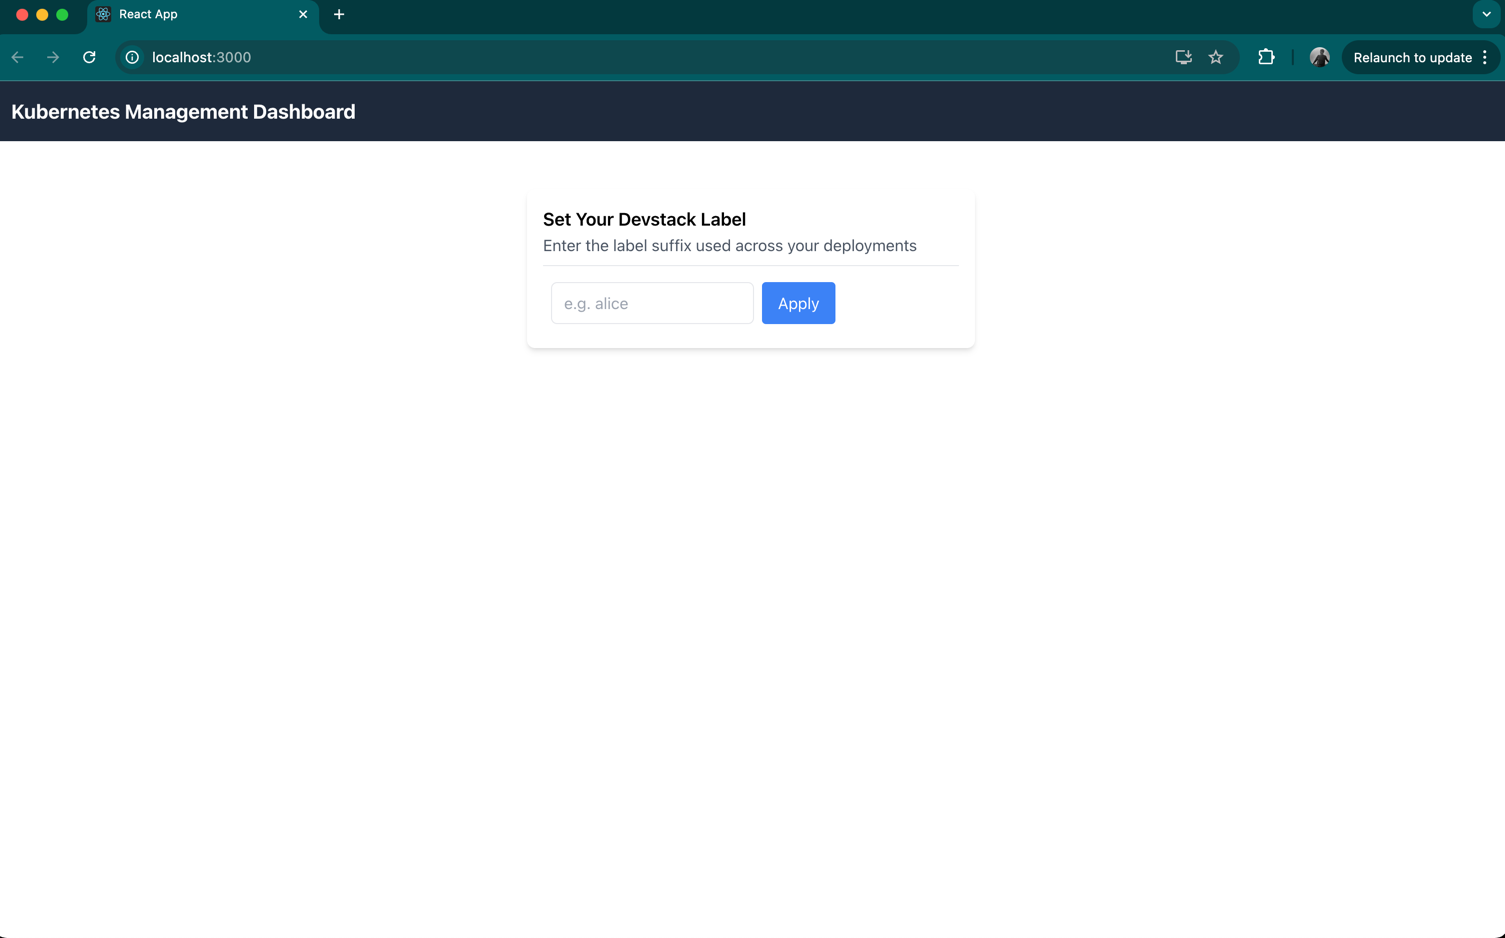 React App
localhost:3000
Relaunch to update
Kubernetes Management Dashboard
Set Your Devstack Label
Enter the label suffix used across your deployments
e.g. alice
Apply